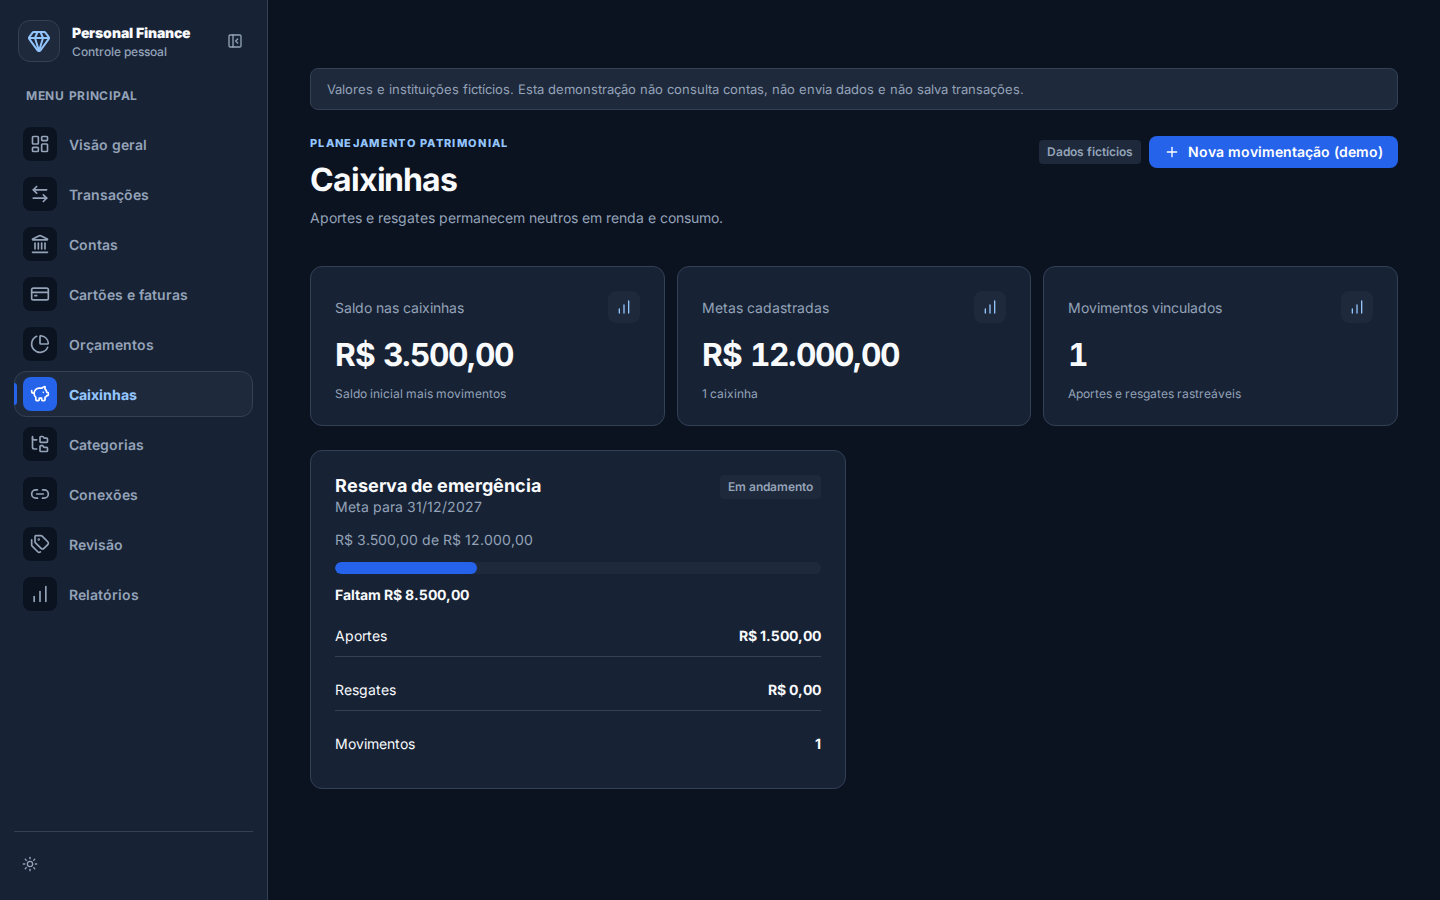 Personal Finance
Controle pessoal
MENU PRINCIPAL
Visão geral
Transações
Contas
Cartões e faturas
Orçamentos
Caixinhas
Categorias
Conexões
Revisão
Relatórios
Valores e instituições fictícios. Esta demonstração não consulta contas, não envia dados e não salva transações.
PLANEJAMENTO PATRIMONIAL
Caixinhas
Aportes e resgates permanecem neutros em renda e consumo.
Dados fictícios
Nova movimentação (demo)
Saldo nas caixinhas
R$ 3.500,00
Saldo inicial mais movimentos
Metas cadastradas
R$ 12.000,00
1 caixinha
Movimentos vinculados
1
Aportes e resgates rastreáveis
Reserva de emergência
Em andamento
Meta para 31/12/2027
R$ 3.500,00 de R$ 12.000,00
Faltam R$ 8.500,00
Aportes R$ 1.500,00
Resgates R$ 0,00
Movimentos 1